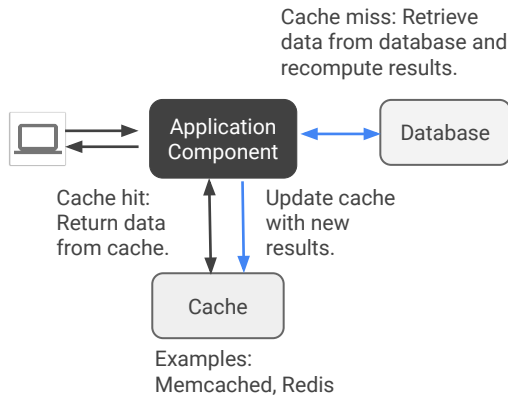 Cache miss: Retrieve
data from database and
recompute results.
Application
Component
Database
Cache hit:
Return data
from cache.
Update cache
with new
results.
Cache
Examples:
Memcached, Redis